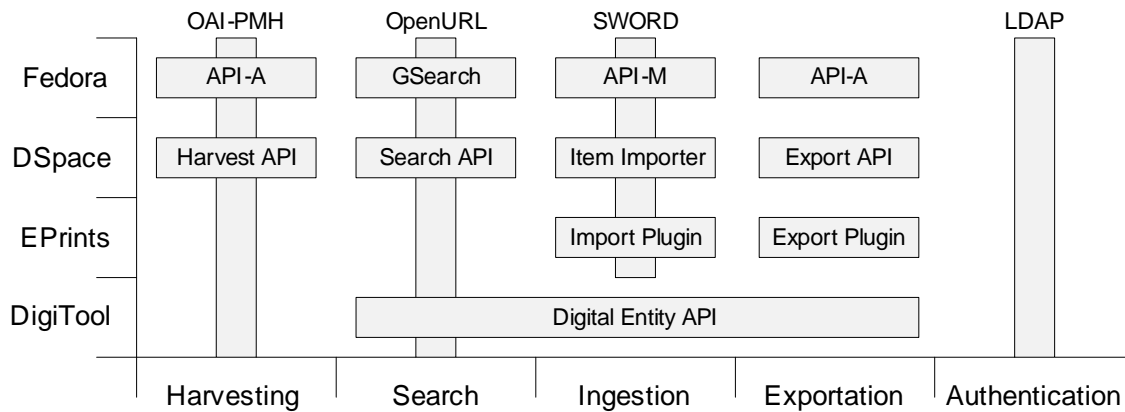 OAI-PMH OpenURL SWORD LDAP
Fedora API-A GSearch API-M API-A
DSpace Harvest API Search API Item Importer Export API
EPrints Import Plugin Export Plugin
DigiTool Digital Entity API
Harvesting Search Ingestion Exportation Authentication